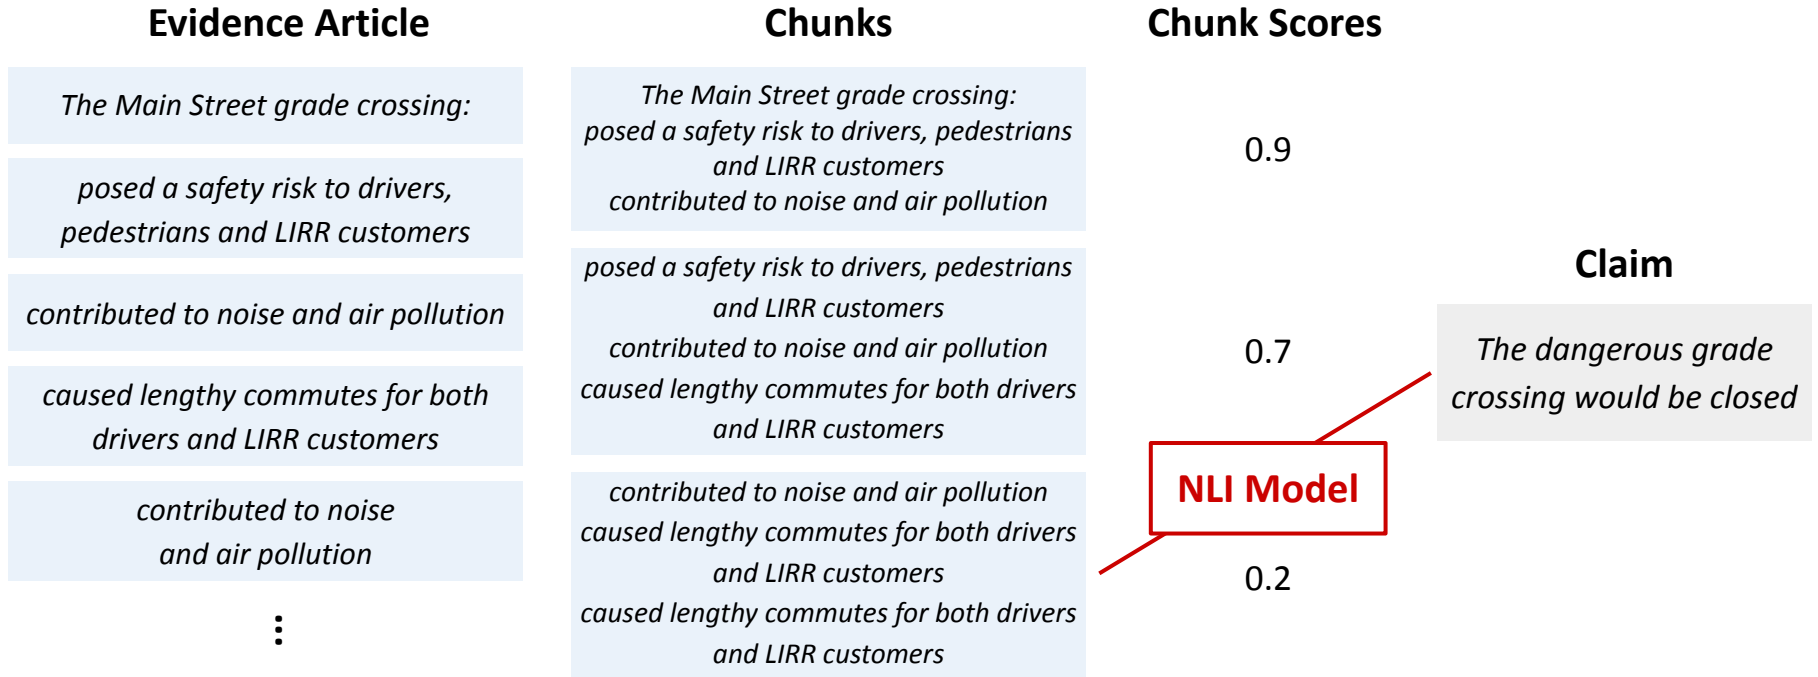 Evidence Article
The Main Street grade crossing:
posed a safety risk to drivers,
pedestrians and LIRR customers
contributed to noise and air pollution
caused lengthy commutes for both
drivers and LIRR customers
contributed to noise
and air pollution
...
Chunks
The Main Street grade crossing:
posed a safety risk to drivers, pedestrians
and LIRR customers
contributed to noise and air pollution
posed a safety risk to drivers, pedestrians
and LIRR customers
contributed to noise and air pollution
caused lengthy commutes for both drivers
and LIRR customers
contributed to noise and air pollution
caused lengthy commutes for both drivers
and LIRR customers
caused lengthy commutes for both drivers
and LIRR customers
Chunk Scores
0.9
0.7
NLI Model
0.2
Claim
The dangerous grade
crossing would be closed